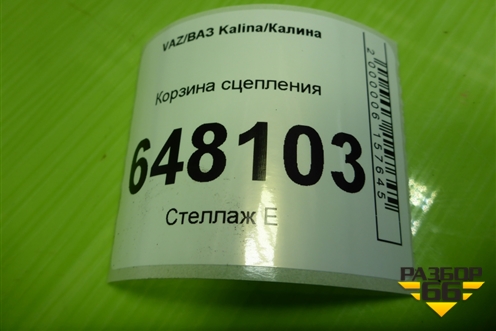 VAZ/ВАЗ Kalina/Калина
Корзина сцепления
648103
Стеллаж Е
2000006157645
РАЗБОР
66